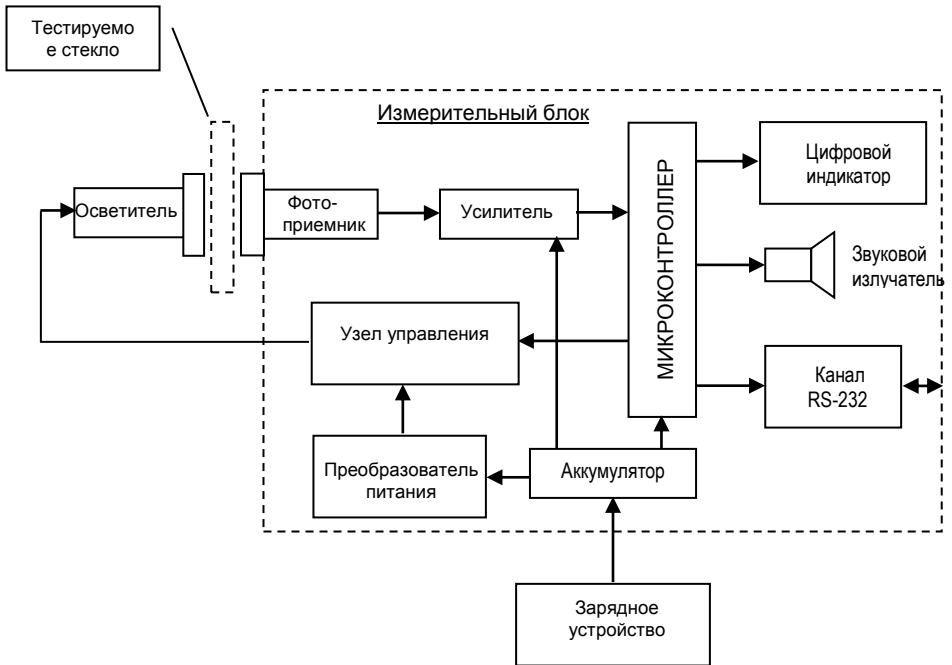 Тестируемо
е стекло
Измерительный блок
Осветитель
Фото-
приемник
Усилитель
МИКРОКОНТРОЛЛЕР
Цифровой
индикатор
Звуковой
излучатель
Узел управления
Канал
RS-232
Преобразователь
питания
Аккумулятор
Зарядное
устройство